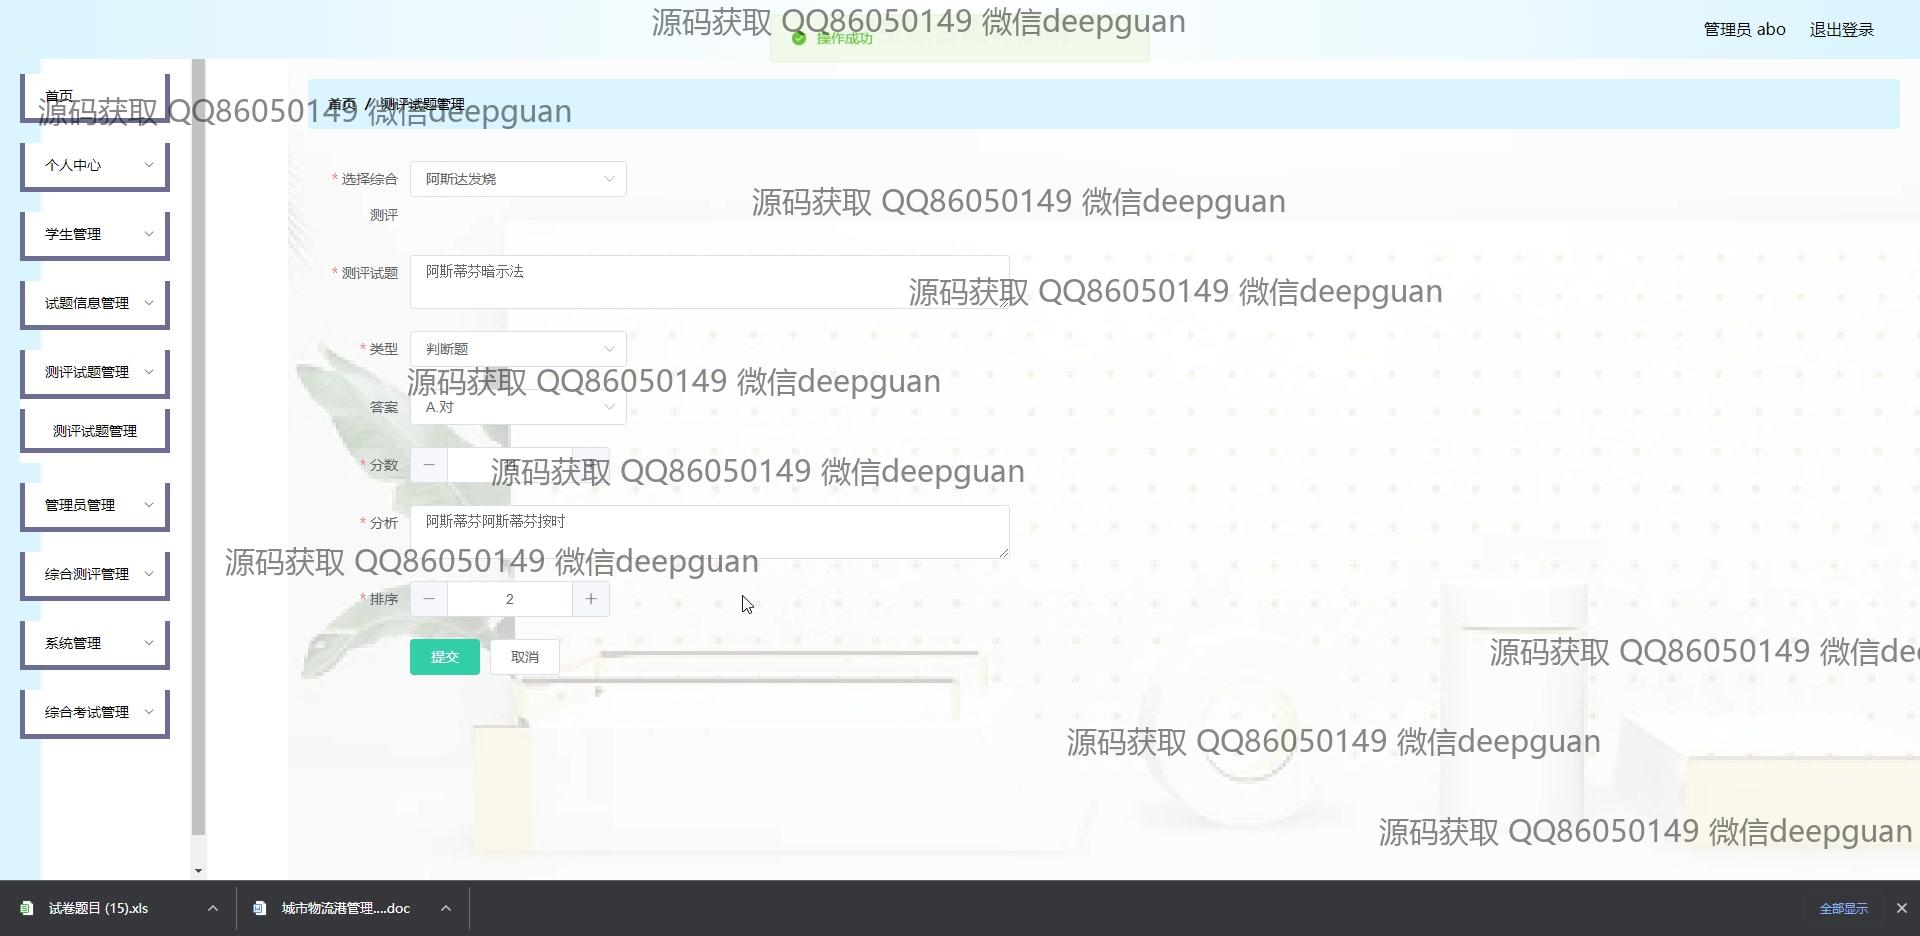 源码获取 QQ86050149 微信deepguan
操作成功
管理员 abo
退出登录
首页
源码获取 QQ86050149 微信deepguan
首页 / 测评试题管理
个人中心
* 选择综合测评
阿斯达发烧
源码获取 QQ86050149 微信deepguan
学生管理
* 测评试题
阿斯蒂芬暗示法
源码获取 QQ86050149 微信deepguan
试题信息管理
* 类型
判断题
测评试题管理
源码获取 QQ86050149 微信deepguan
答案
A.对
测评试题管理
* 分数
源码获取 QQ86050149 微信deepguan
管理员管理
* 分析
阿斯蒂芬阿斯蒂芬按时
源码获取 QQ86050149 微信deepguan
综合测评管理
* 排序
2
系统管理
提交
取消
源码获取 QQ86050149 微信dee
综合考试管理
源码获取 QQ86050149 微信deepguan
源码获取 QQ86050149 微信deepguan
试卷题目 (15).xls
城市物流港管理....doc
全部显示